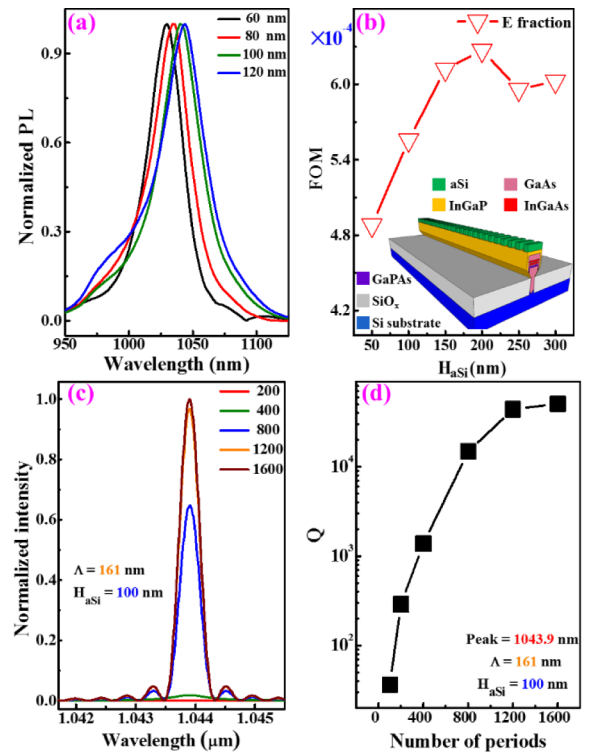 (a)
60 nm
80 nm
100 nm
120 nm
Normalized PL
0.9
0.6
0.3
0.0
950
1000
1050
1100
Wavelength (nm)
(b)
×10⁻⁴
E fraction
FOM
6.0
5.4
4.8
4.2
aSi
GaAs
InGaP
InGaAs
GaPAs
SiOₓ
Si substrate
50
100
150
200
250
300
H_aSi (nm)
(c)
200
400
800
1200
1600
Normalized intensity
1.0
0.8
0.6
0.4
0.2
0.0
Λ = 161 nm
H_aSi = 100 nm
1.042
1.043
1.044
1.045
Wavelength (μm)
(d)
Q
10⁴
10³
10²
Peak = 1043.9 nm
Λ = 161 nm
H_aSi = 100 nm
0
400
800
1200
1600
Number of periods